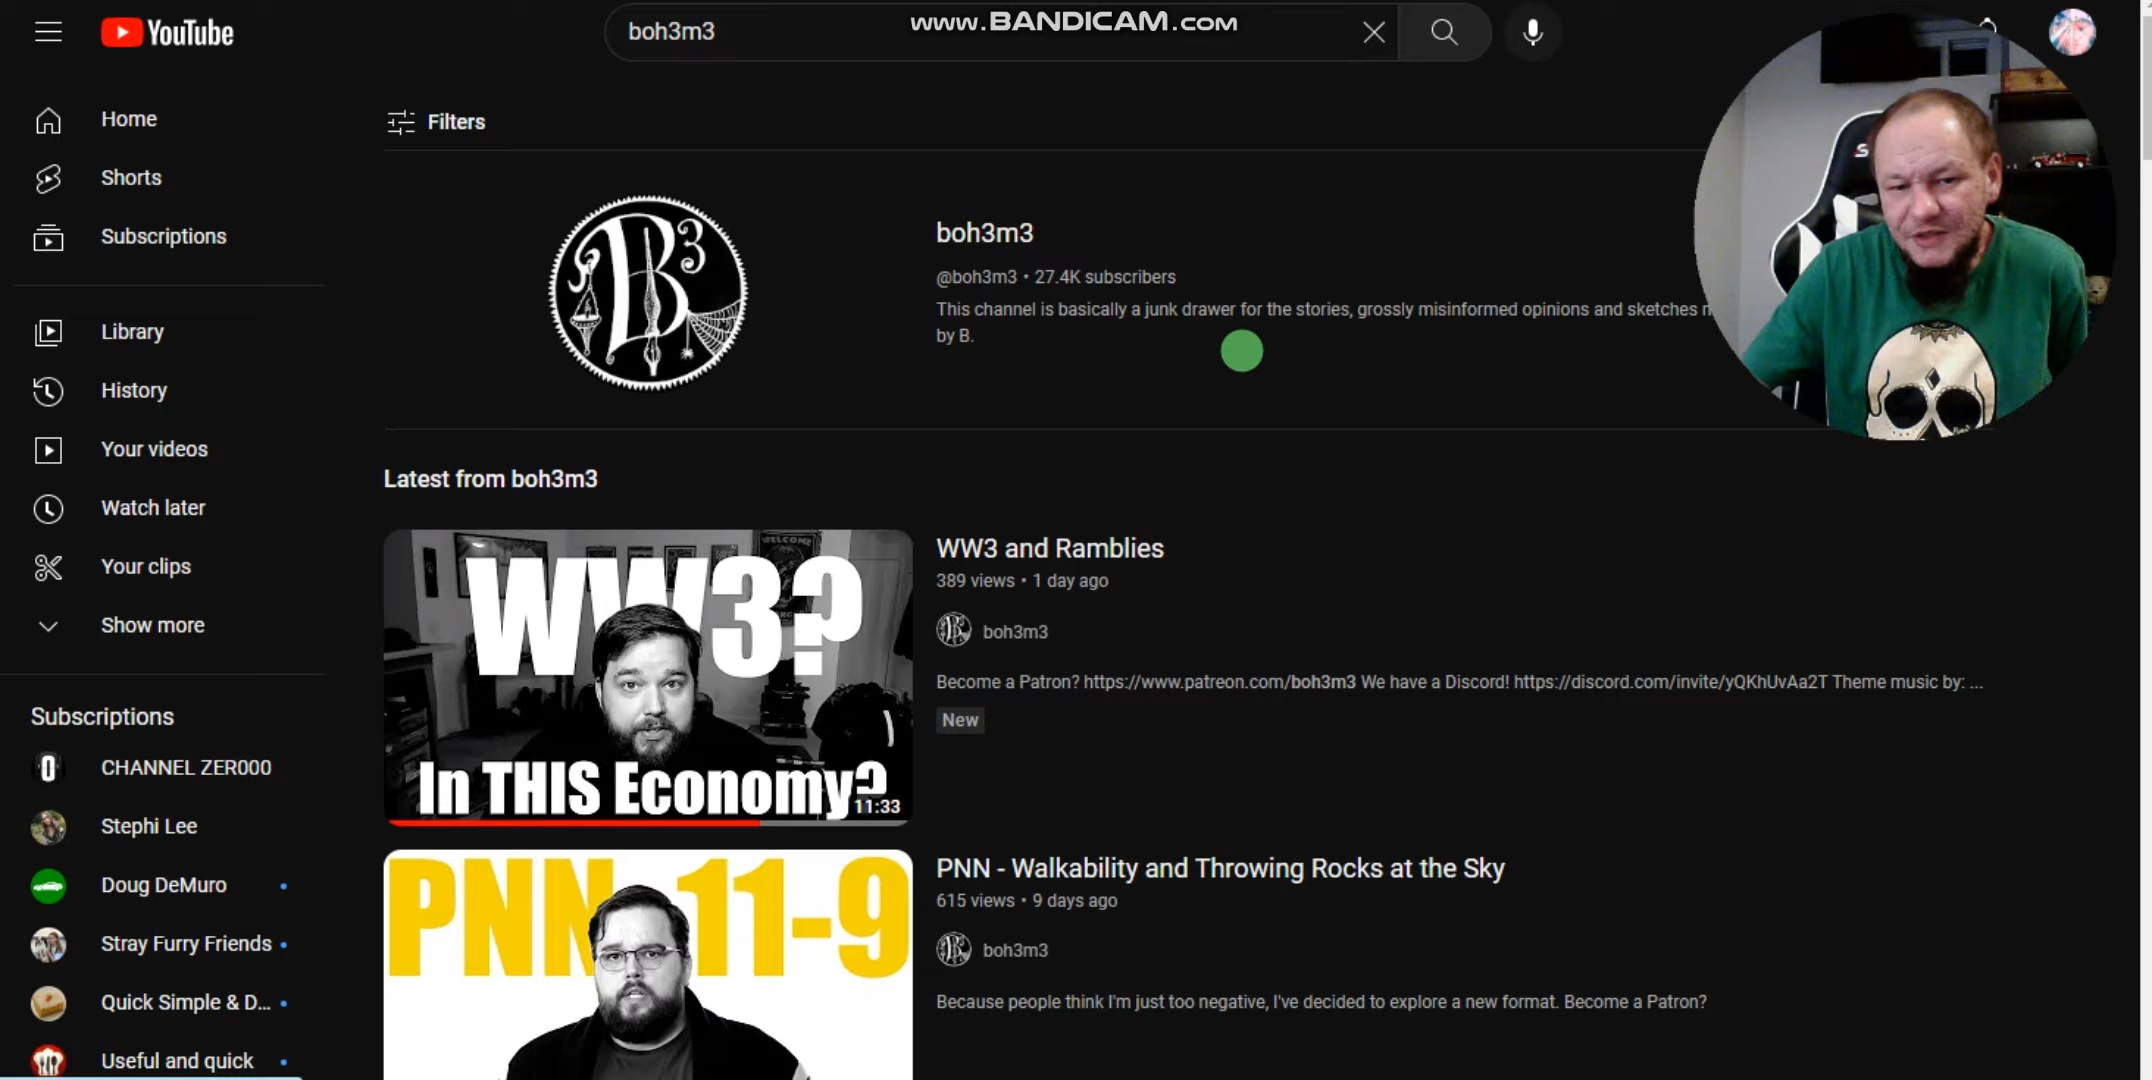 YouTube
boh3m3
www.BANDICAM.com
Home
Shorts
Subscriptions
Library
History
Your videos
Watch later
Your clips
Show more
Subscriptions
CHANNEL ZER000
Stephi Lee
Doug DeMuro
Stray Furry Friends
Quick Simple & D...
Useful and quick
Filters
B3
boh3m3
@boh3m3 • 27.4K subscribers
This channel is basically a junk drawer for the stories, grossly misinformed opinions and sketches
by B.
Latest from boh3m3
WELCOME
WW3?
In THIS Economy?
11:33
WW3 and Ramblies
389 views • 1 day ago
boh3m3
Become a Patron? https://www.patreon.com/boh3m3 We have a Discord! https://discord.com/invite/yQKhUvAa2T Theme music by: ...
New
PNN 11-9
PNN - Walkability and Throwing Rocks at the Sky
615 views • 9 days ago
boh3m3
Because people think I'm just too negative, I've decided to explore a new format. Become a Patron?